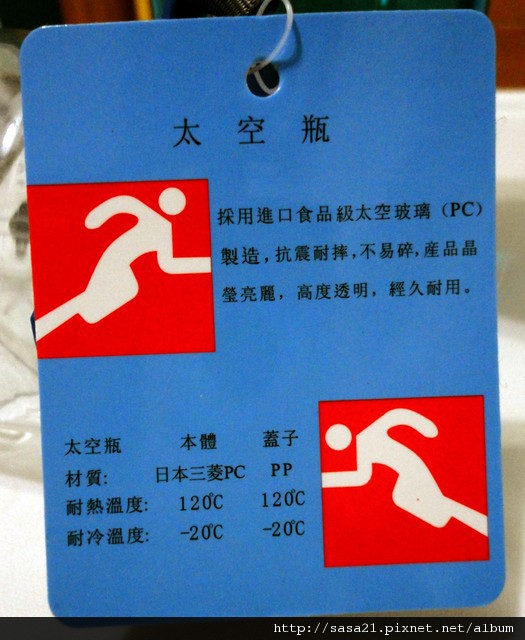 太空瓶
採用進口食品級太空玻璃(PC)
製造,抗震耐摔,不易碎,産品晶
瑩亮麗,高度透明,經久耐用。
太空瓶 本體 蓋子
材質: 日本三菱PC PP
耐熱溫度: 120℃ 120℃
耐冷溫度: -20℃ -20℃
http://sasa21.pixnet.net/album